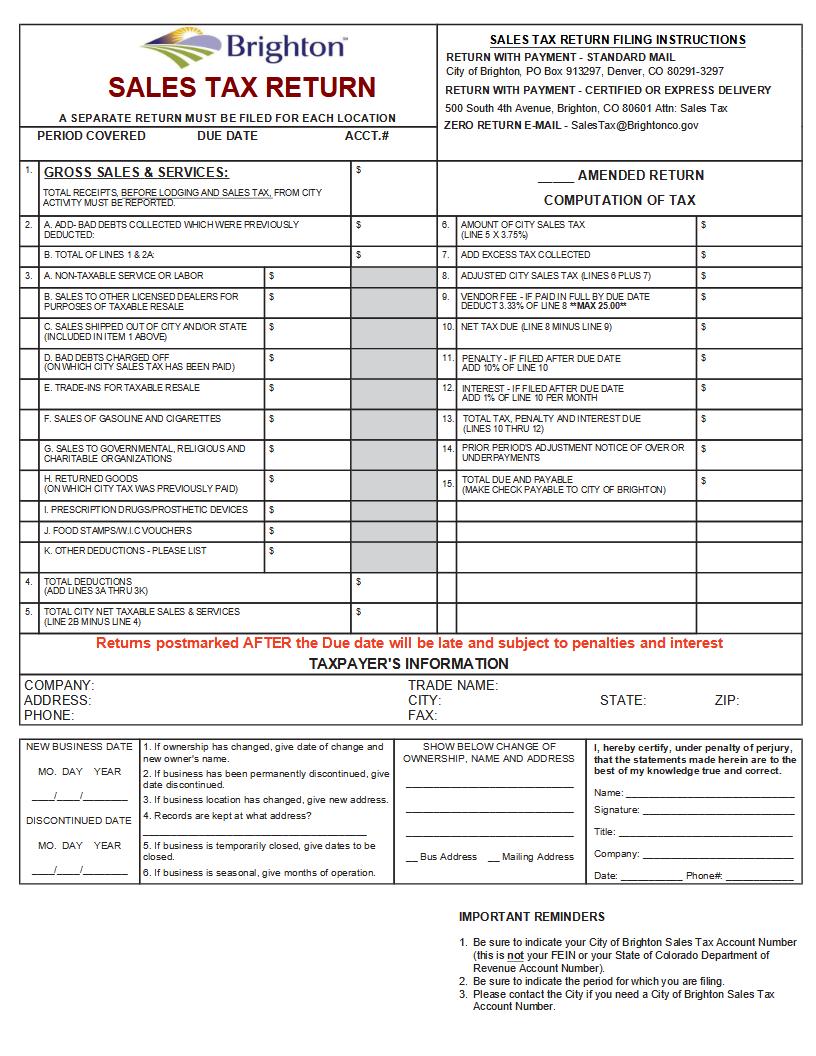 Brighton™
SALES TAX RETURN
A SEPARATE RETURN MUST BE FILED FOR EACH LOCATION
PERIOD COVERED DUE DATE ACCT.#
SALES TAX RETURN FILING INSTRUCTIONS
RETURN WITH PAYMENT - STANDARD MAIL
City of Brighton, PO Box 913297, Denver, CO 80291-3297
RETURN WITH PAYMENT - CERTIFIED OR EXPRESS DELIVERY
500 South 4th Avenue, Brighton, CO 80601 Attn: Sales Tax
ZERO RETURN E-MAIL - SalesTax@Brightonco.gov
1. GROSS SALES & SERVICES: $
TOTAL RECEIPTS, BEFORE LODGING AND SALES TAX, FROM CITY
ACTIVITY MUST BE REPORTED.
_____ AMENDED RETURN
COMPUTATION OF TAX
2. A. ADD- BAD DEBTS COLLECTED WHICH WERE PREVIOUSLY $
DEDUCTED:
B. TOTAL OF LINES 1 & 2A: $
3. A. NON-TAXABLE SERVICE OR LABOR $
B. SALES TO OTHER LICENSED DEALERS FOR $
PURPOSES OF TAXABLE RESALE
C. SALES SHIPPED OUT OF CITY AND/OR STATE $
(INCLUDED IN ITEM 1 ABOVE)
D. BAD DEBTS CHARGED OFF $
(ON WHICH CITY SALES TAX HAS BEEN PAID)
E. TRADE-INS FOR TAXABLE RESALE $
F. SALES OF GASOLINE AND CIGARETTES $
G. SALES TO GOVERNMENTAL, RELIGIOUS AND $
CHARITABLE ORGANIZATIONS
H. RETURNED GOODS $
(ON WHICH CITY TAX WAS PREVIOUSLY PAID)
I. PRESCRIPTION DRUGS/PROSTHETIC DEVICES $
J. FOOD STAMPS/W.I.C VOUCHERS $
K. OTHER DEDUCTIONS - PLEASE LIST $
4. TOTAL DEDUCTIONS $
(ADD LINES 3A THRU 3K)
5. TOTAL CITY NET TAXABLE SALES & SERVICES $
(LINE 2B MINUS LINE 4)
6. AMOUNT OF CITY SALES TAX $
(LINE 5 X 3.75%)
7. ADD EXCESS TAX COLLECTED $
8. ADJUSTED CITY SALES TAX (LINES 6 PLUS 7) $
9. VENDOR FEE - IF PAID IN FULL BY DUE DATE $
DEDUCT 3.33% OF LINE 8 **MAX 25.00**
10. NET TAX DUE (LINE 8 MINUS LINE 9) $
11. PENALTY - IF FILED AFTER DUE DATE $
ADD 10% OF LINE 10
12. INTEREST - IF FILED AFTER DUE DATE $
ADD 1% OF LINE 10 PER MONTH
13. TOTAL TAX, PENALTY AND INTEREST DUE $
(LINES 10 THRU 12)
14. PRIOR PERIOD'S ADJUSTMENT NOTICE OF OVER OR $
UNDERPAYMENTS
15. TOTAL DUE AND PAYABLE $
(MAKE CHECK PAYABLE TO CITY OF BRIGHTON)
Returns postmarked AFTER the Due date will be late and subject to penalties and interest
TAXPAYER'S INFORMATION
COMPANY: TRADE NAME:
ADDRESS: CITY: STATE: ZIP:
PHONE: FAX:
NEW BUSINESS DATE
MO. DAY YEAR
____/____/________
DISCONTINUED DATE
MO. DAY YEAR
____/____/________
1. If ownership has changed, give date of change and
new owner's name.
2. If business has been permanently discontinued, give
date discontinued.
3. If business location has changed, give new address.
4. Records are kept at what address?
5. If business is temporarily closed, give dates to be
closed.
6. If business is seasonal, give months of operation.
SHOW BELOW CHANGE OF
OWNERSHIP, NAME AND ADDRESS
__ Bus Address __ Mailing Address
I, hereby certify, under penalty of perjury,
that the statements made herein are to the
best of my knowledge true and correct.
Name: ______________________________
Signature: ______________________________
Title: ______________________________
Company: ______________________________
Date: ___________ Phone#: ____________
IMPORTANT REMINDERS
1. Be sure to indicate your City of Brighton Sales Tax Account Number
(this is not your FEIN or your State of Colorado Department of
Revenue Account Number).
2. Be sure to indicate the period for which you are filing.
3. Please contact the City if you need a City of Brighton Sales Tax
Account Number.